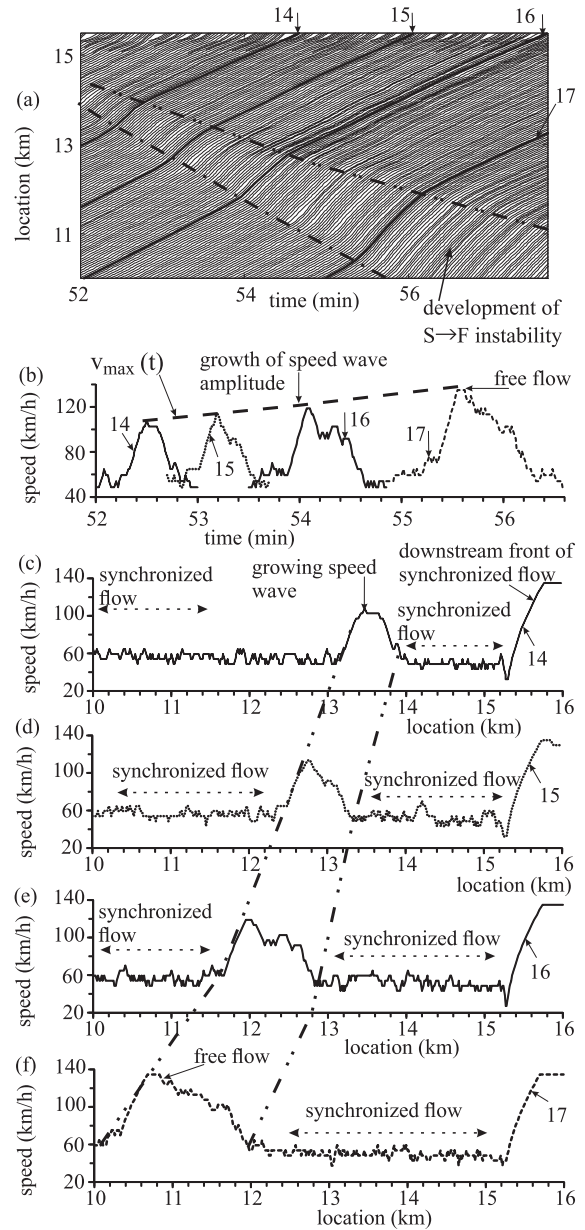 14 15 16
(a)
location (km)
15
13
11
17
52 54 56
time (min)
development of
S→F instability
(b)
v_max (t)
growth of speed wave
amplitude
free flow
speed (km/h)
120
80
40
14
15
16
17
52 53 54 55 56
time (min)
(c)
speed (km/h)
140
100
60
20
synchronized
flow
growing speed
wave
downstream front of
synchronized flow
synchronized
flow
14
10 11 12 13 14 15 16
location (km)
(d)
speed (km/h)
140
100
60
20
synchronized flow
synchronized flow
15
10 11 12 13 14 15 16
location (km)
(e)
speed (km/h)
140
100
60
20
synchronized
flow
synchronized flow
16
10 11 12 13 14 15 16
location (km)
(f)
speed (km/h)
140
100
60
20
free flow
synchronized flow
17
10 11 12 13 14 15 16
location (km)